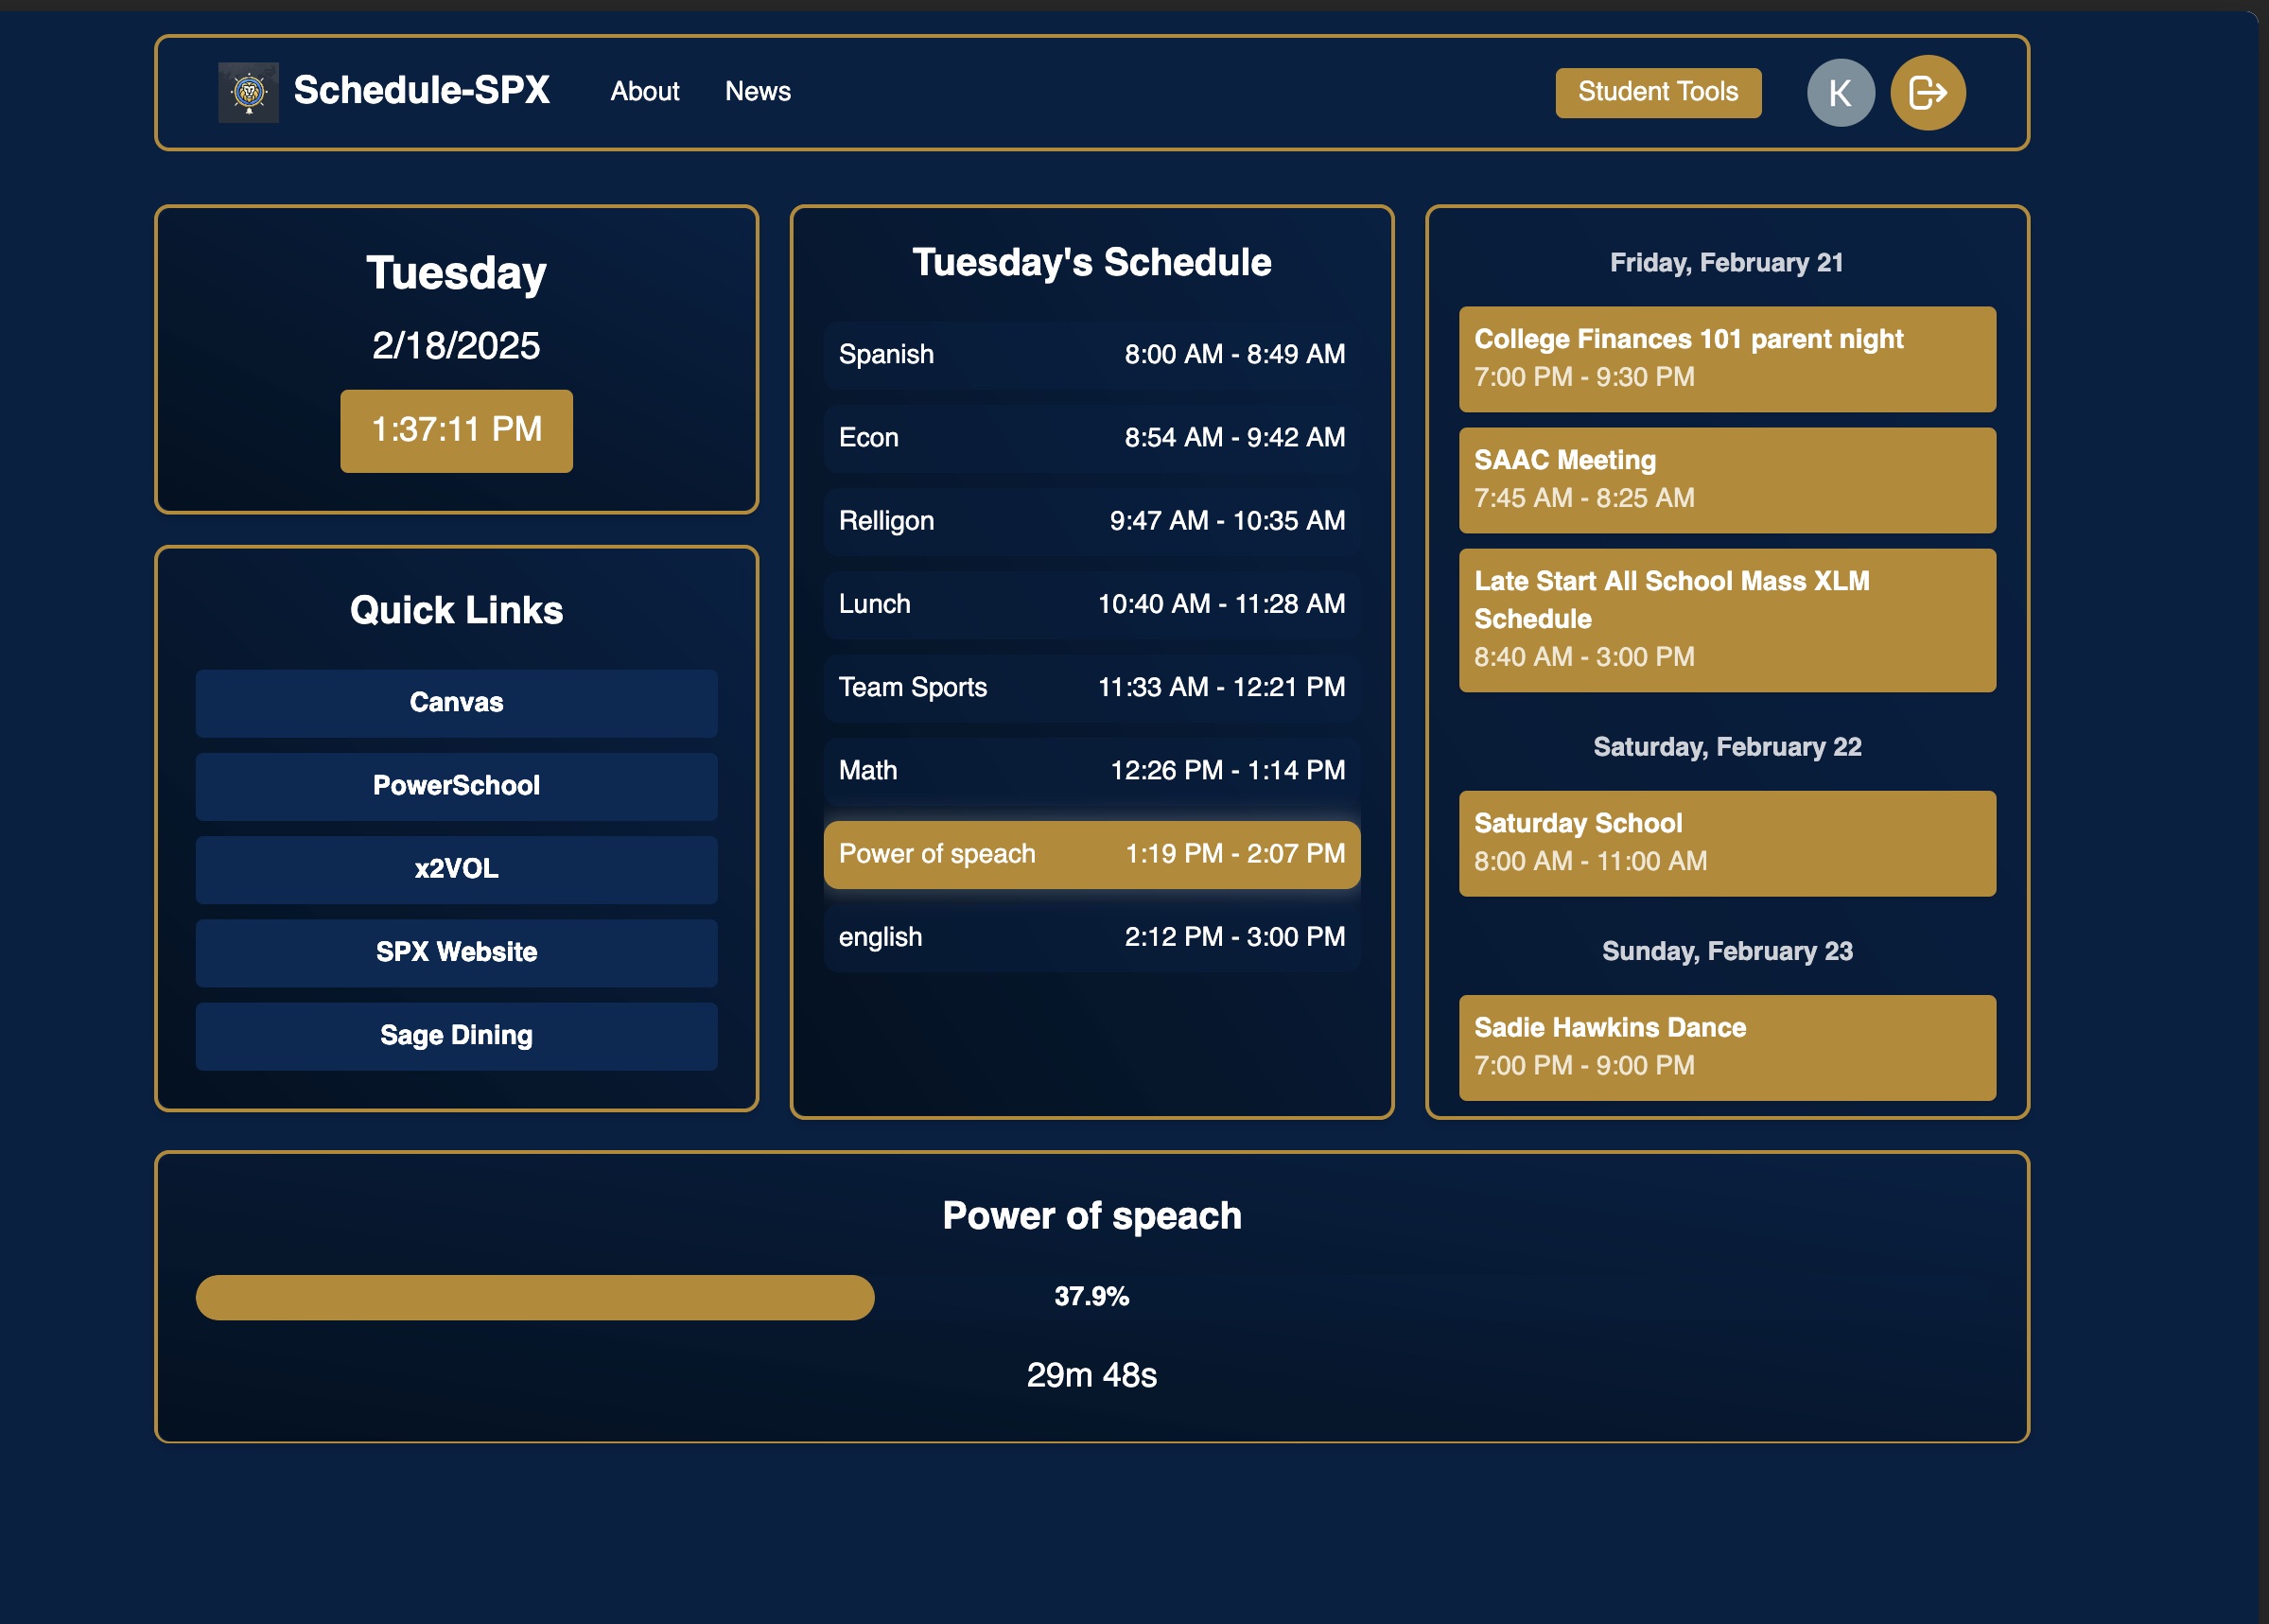 Schedule-SPX
About
News
Student Tools
K
Tuesday
2/18/2025
1:37:11 PM
Quick Links
Canvas
PowerSchool
x2VOL
SPX Website
Sage Dining
Tuesday's Schedule
Spanish 8:00 AM - 8:49 AM
Econ 8:54 AM - 9:42 AM
Relligon 9:47 AM - 10:35 AM
Lunch 10:40 AM - 11:28 AM
Team Sports 11:33 AM - 12:21 PM
Math 12:26 PM - 1:14 PM
Power of speach 1:19 PM - 2:07 PM
english 2:12 PM - 3:00 PM
Friday, February 21
College Finances 101 parent night
7:00 PM - 9:30 PM
SAAC Meeting
7:45 AM - 8:25 AM
Late Start All School Mass XLM
Schedule
8:40 AM - 3:00 PM
Saturday, February 22
Saturday School
8:00 AM - 11:00 AM
Sunday, February 23
Sadie Hawkins Dance
7:00 PM - 9:00 PM
Power of speach
37.9%
29m 48s